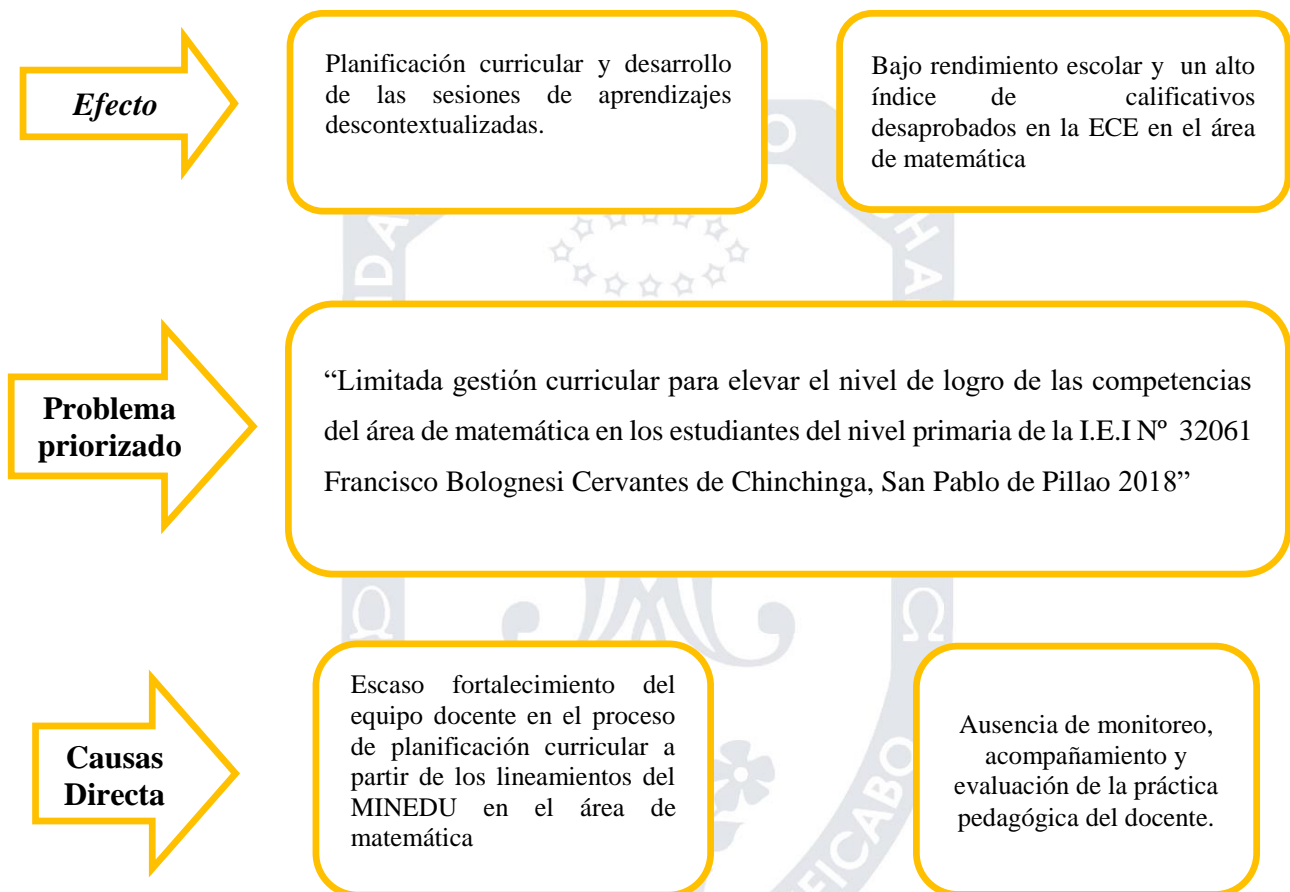 Efecto
Planificación curricular y desarrollo
de las sesiones de aprendizajes
descontextualizadas.
Bajo rendimiento escolar y un alto
índice de calificativos
desaprobados en la ECE en el área
de matemática
Problema
priorizado
“Limitada gestión curricular para elevar el nivel de logro de las competencias
del área de matemática en los estudiantes del nivel primaria de la I.E.I Nº 32061
Francisco Bolognesi Cervantes de Chinchinga, San Pablo de Pillao 2018”
Causas
Directa
Escaso fortalecimiento del
equipo docente en el proceso
de planificación curricular a
partir de los lineamientos del
MINEDU en el área de
matemática
Ausencia de monitoreo,
acompañamiento y
evaluación de la práctica
pedagógica del docente.